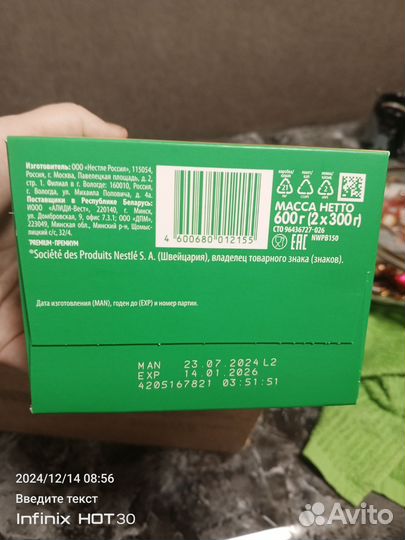 Изготовитель: ООО «Нестле Россия», 115054,
Россия, г. Москва, Павелецкая площадь, д. 2,
стр. 1. Филиал в г. Вологде: 160010, Россия,
г. Вологда, ул. Михаила Поповича, д. 4а.
Поставщики в Республику Беларусь:
ИООО «АЛИДИ-Вест», 220140, г. Минск,
ул. Домбровская, 9, офис 7.3.1; ООО «ДПМ»,
223049, Минская обл., Минский р-н, Щомыс-
лицкий с/с, 32/4.
PREMIUM-ПРЕМИУМ
*Société des Produits Nestlé S. A. (Швейцария), владелец товарного знака (знаков).
4 600680 012155
21
МАССА НЕТТО
600 г (2 x 300 г)
СТО 96436727-026
NWPB150
EAC
Дата изготовления (MAN), годен до (EXP) и номер партии.
MAN 23.07.2024 L2
EXP 14.01.2026
4205167821 03:51:51
2024/12/14 08:56
Введите текст
Infinix HOT30
Avito